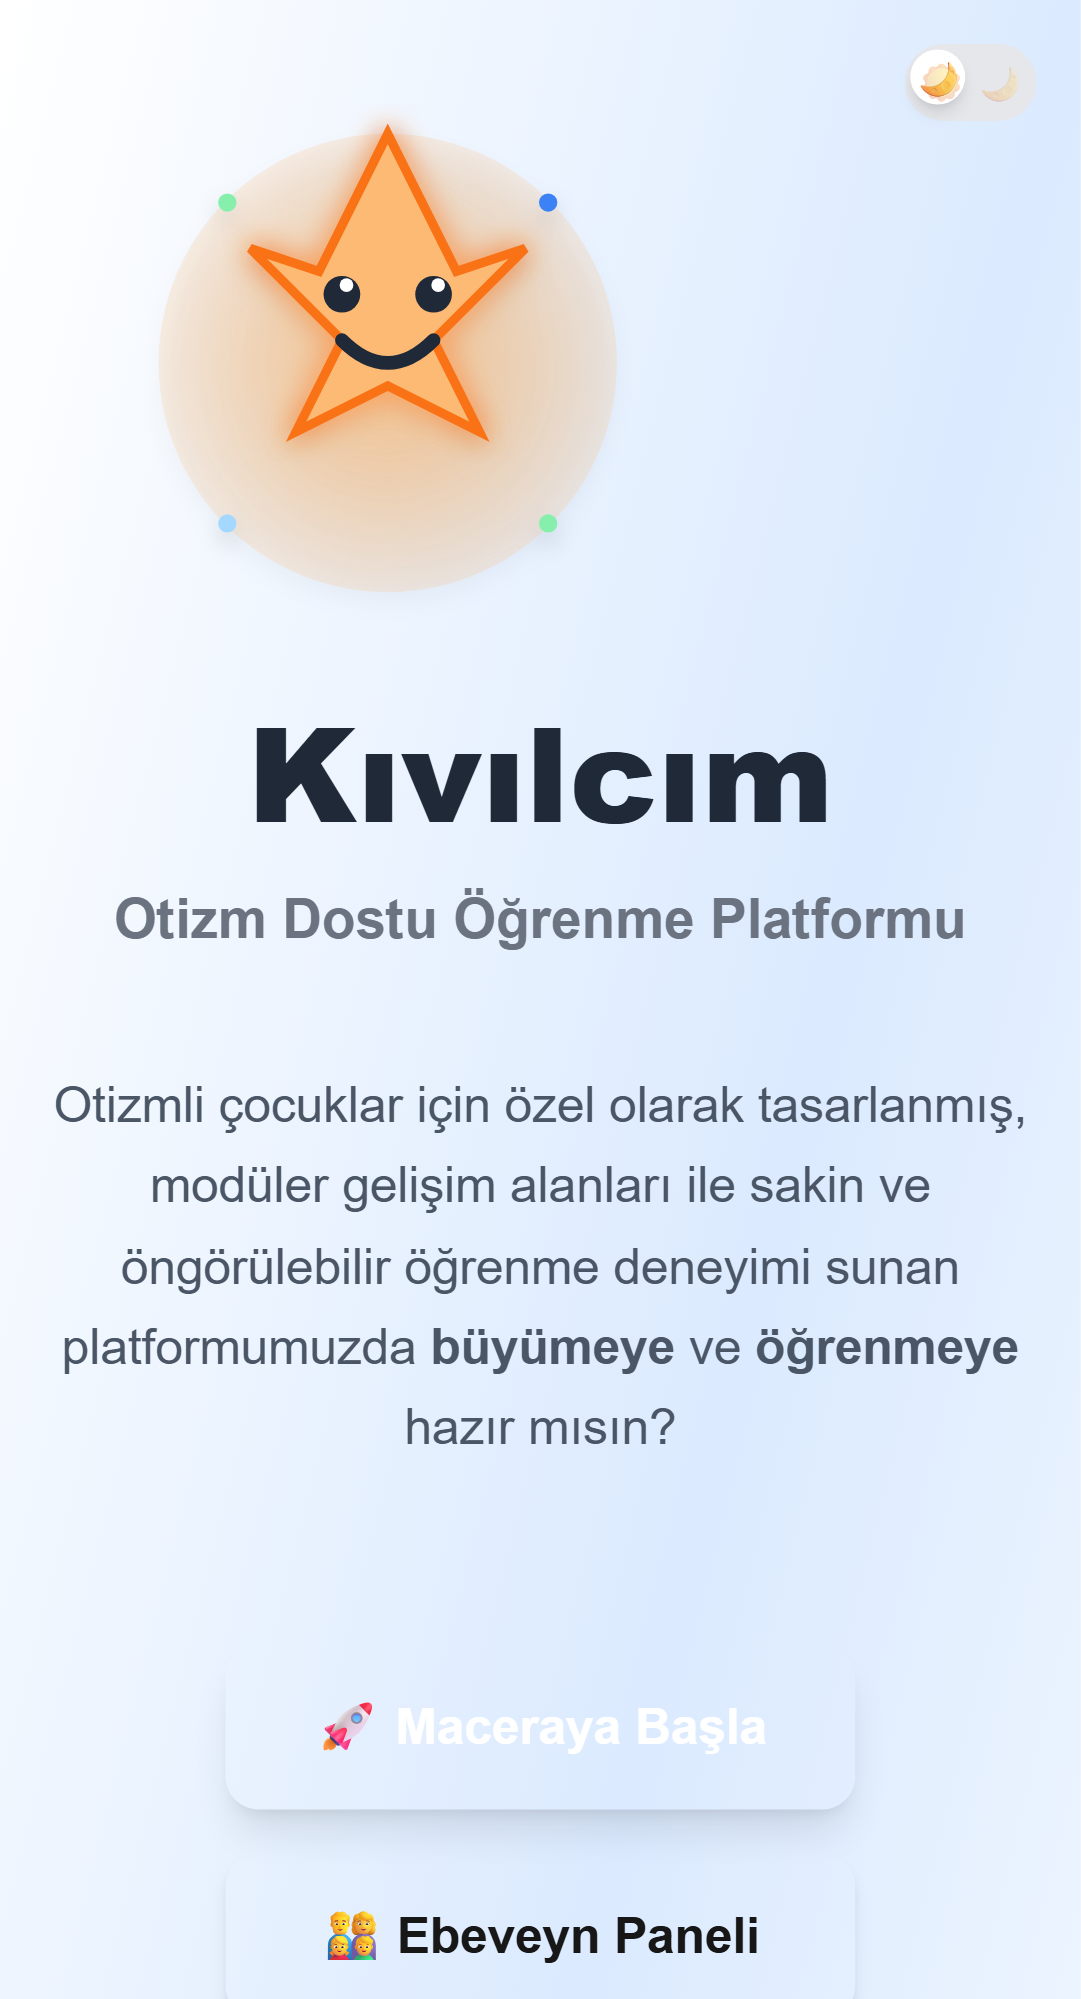 Kıvılcım
Otizm Dostu Öğrenme Platformu
Otizmli çocuklar için özel olarak tasarlanmış,
modüler gelişim alanları ile sakin ve
öngörülebilir öğrenme deneyimi sunan
platformumuzda büyümeye ve öğrenmeye
hazır mısın?
🚀 Maceraya Başla
👨‍👩‍👧‍👦 Ebeveyn Paneli